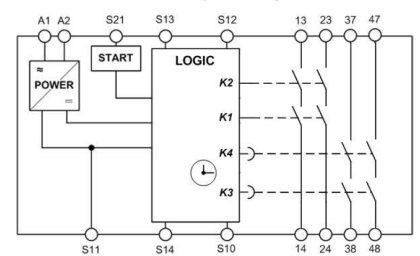 A1 A2 S21 S13 S12 13 23 37 47
START
LOGIC
≂
POWER
⎓
K2
K1
K4
K3
S11 S14 S10 14 24 38 48